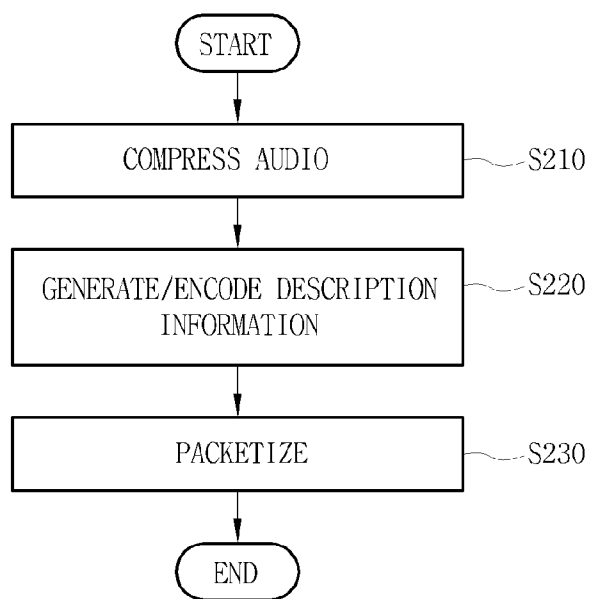 START
COMPRESS AUDIO
S210
GENERATE/ENCODE DESCRIPTION
INFORMATION
S220
PACKETIZE
S230
END